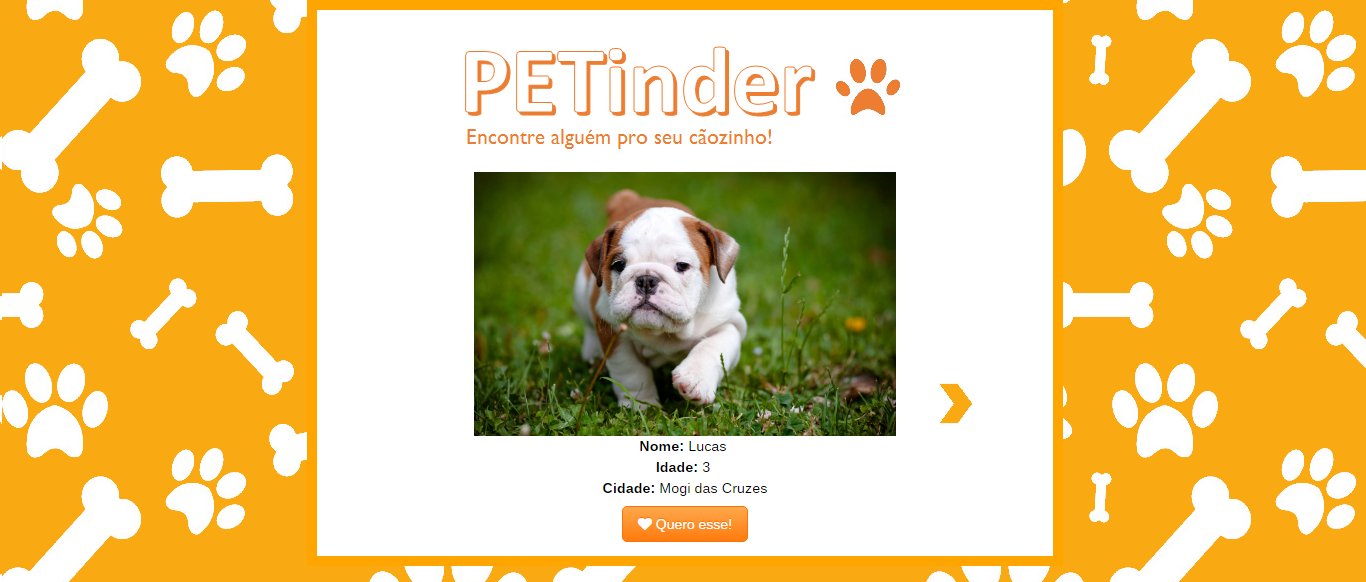 PETinder
Encontre alguém pro seu cãozinho!
Nome: Lucas
Idade: 3
Cidade: Mogi das Cruzes
Quero esse!